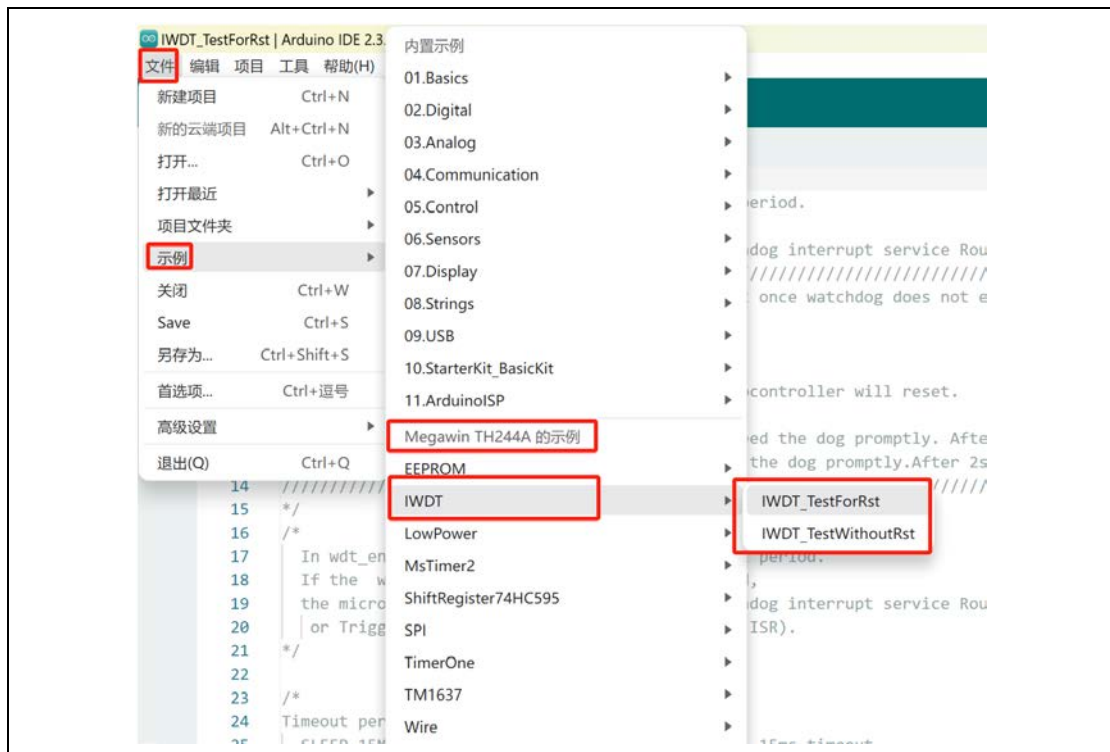 IWDT_TestForRst | Arduino IDE 2.3.
文件 编辑 项目 工具 帮助(H)
新建项目 Ctrl+N
新的云端项目 Alt+Ctrl+N
打开... Ctrl+O
打开最近
项目文件夹
示例
关闭 Ctrl+W
Save Ctrl+S
另存为... Ctrl+Shift+S
首选项... Ctrl+逗号
高级设置
退出(Q) Ctrl+Q
内置示例
01.Basics
02.Digital
03.Analog
04.Communication
05.Control
06.Sensors
07.Display
08.Strings
09.USB
10.StarterKit_BasicKit
11.ArduinoISP
Megawin TH244A 的示例
EEPROM
IWDT
LowPower
MsTimer2
ShiftRegister74HC595
SPI
TimerOne
TM1637
Wire
IWDT_TestForRst
IWDT_TestWithoutRst
eriod.
dog interrupt service Rou
//////////////////////////
once watchdog does not e
controller will reset.
ed the dog promptly. Afte
the dog promptly.After 2s
14 ///////////
15 */
16 /*
17 In wdt_en period.
18 If the w
19 the micro dog interrupt service Rou
20 or Trigg ISR).
21 */
22
23 /*
24 Timeout per